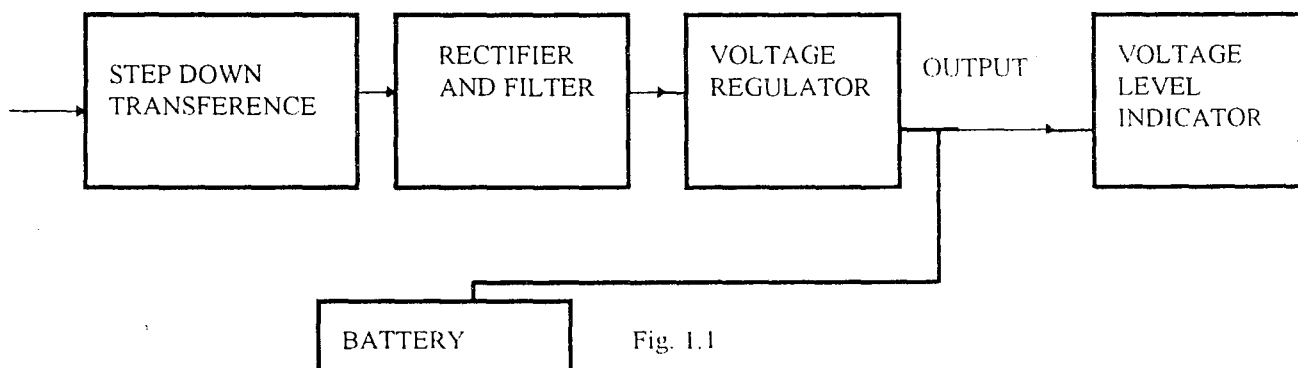 STEP DOWN
TRANSFERENCE
RECTIFIER
AND FILTER
VOLTAGE
REGULATOR
OUTPUT
VOLTAGE
LEVEL
INDICATOR
BATTERY
Fig. 1.1